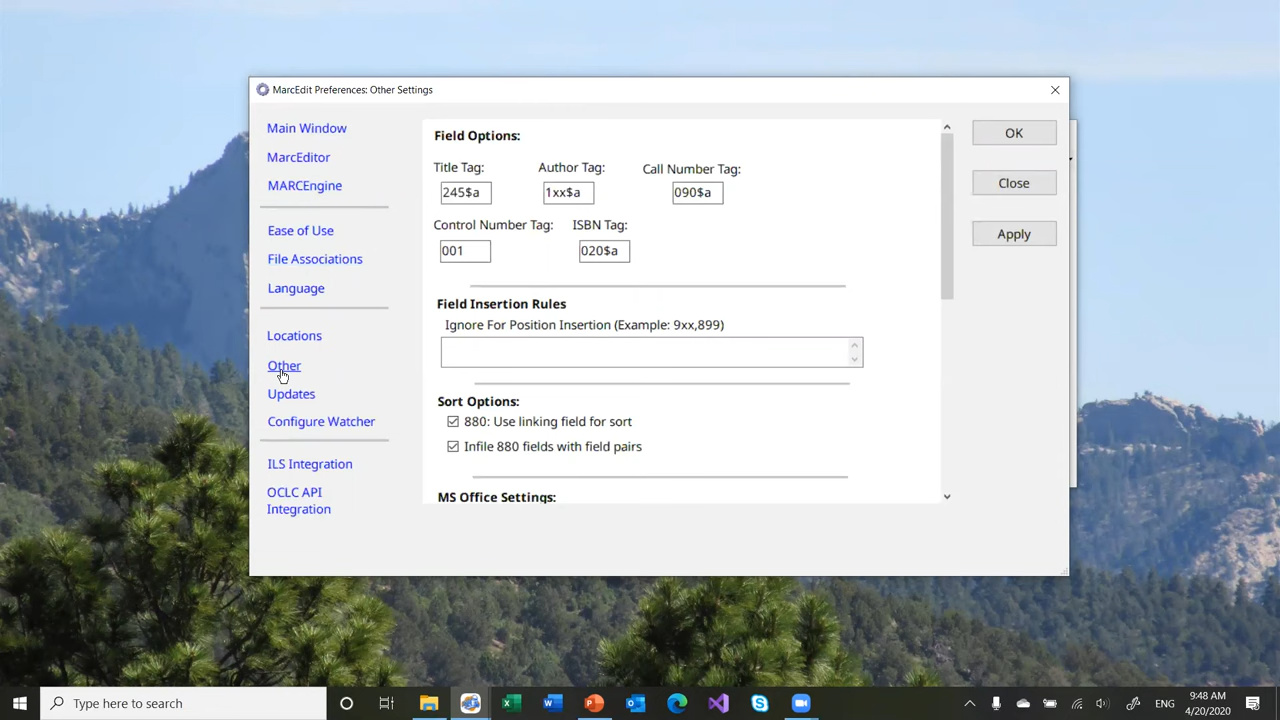 MarcEdit Preferences: Other Settings
Main Window
MarcEditor
MARCEngine
Ease of Use
File Associations
Language
Locations
Other
Updates
Configure Watcher
ILS Integration
OCLC API
Integration
Field Options:
Title Tag: Author Tag: Call Number Tag:
245$a 1xx$a 090$a
Control Number Tag: ISBN Tag:
001 020$a
Field Insertion Rules
Ignore For Position Insertion (Example: 9xx,899)
Sort Options:
880: Use linking field for sort
Infile 880 fields with field pairs
MS Office Settings:
OK
Close
Apply
Type here to search
ENG
9:48 AM
4/20/2020